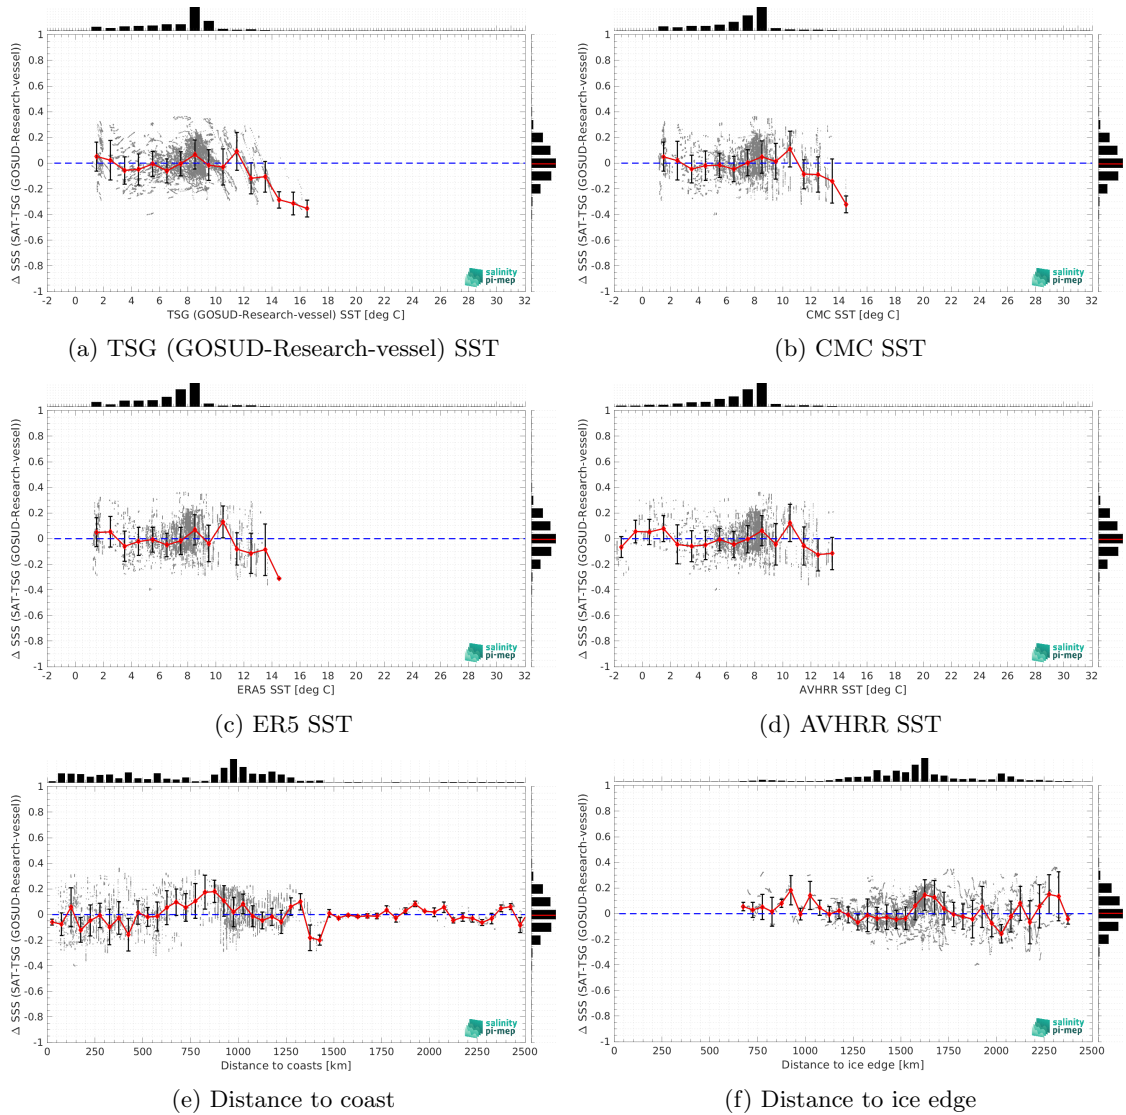 1
0.8
0.6
0.4
0.2
0
-0.2
-0.4
-0.6
-0.8
-1
Δ SSS (SAT-TSG (GOSUD-Research-vessel))
salinity
pi-mep
-2 0 2 4 6 8 10 12 14 16 18 20 22 24 26 28 30 32
TSG (GOSUD-Research-vessel) SST [deg C]
(a) TSG (GOSUD-Research-vessel) SST
1
0.8
0.6
0.4
0.2
0
-0.2
-0.4
-0.6
-0.8
-1
Δ SSS (SAT-TSG (GOSUD-Research-vessel))
salinity
pi-mep
-2 0 2 4 6 8 10 12 14 16 18 20 22 24 26 28 30 32
CMC SST [deg C]
(b) CMC SST
1
0.8
0.6
0.4
0.2
0
-0.2
-0.4
-0.6
-0.8
-1
Δ SSS (SAT-TSG (GOSUD-Research-vessel))
salinity
pi-mep
-2 0 2 4 6 8 10 12 14 16 18 20 22 24 26 28 30 32
ERA5 SST [deg C]
(c) ER5 SST
1
0.8
0.6
0.4
0.2
0
-0.2
-0.4
-0.6
-0.8
-1
Δ SSS (SAT-TSG (GOSUD-Research-vessel))
salinity
pi-mep
-2 0 2 4 6 8 10 12 14 16 18 20 22 24 26 28 30 32
AVHRR SST [deg C]
(d) AVHRR SST
1
0.8
0.6
0.4
0.2
0
-0.2
-0.4
-0.6
-0.8
-1
Δ SSS (SAT-TSG (GOSUD-Research-vessel))
salinity
pi-mep
0 250 500 750 1000 1250 1500 1750 2000 2250 2500
Distance to coasts [km]
(e) Distance to coast
1
0.8
0.6
0.4
0.2
0
-0.2
-0.4
-0.6
-0.8
-1
Δ SSS (SAT-TSG (GOSUD-Research-vessel))
salinity
pi-mep
0 250 500 750 1000 1250 1500 1750 2000 2250 2500
Distance to ice edge [km]
(f) Distance to ice edge